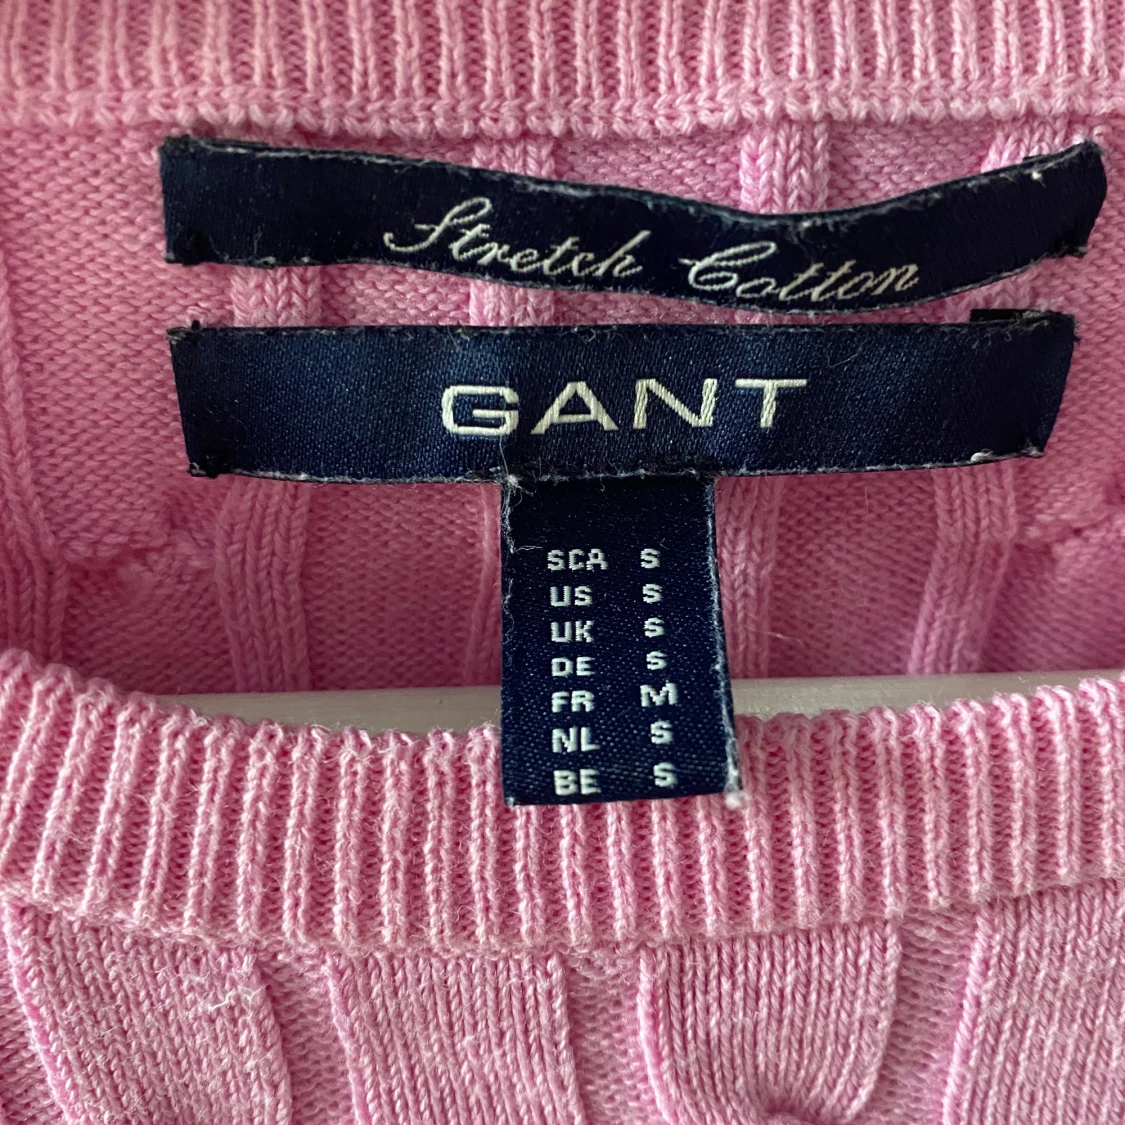 Stretch Cotton
GANT
SCA S
US S
UK S
DE S
FR M
NL S
BE S